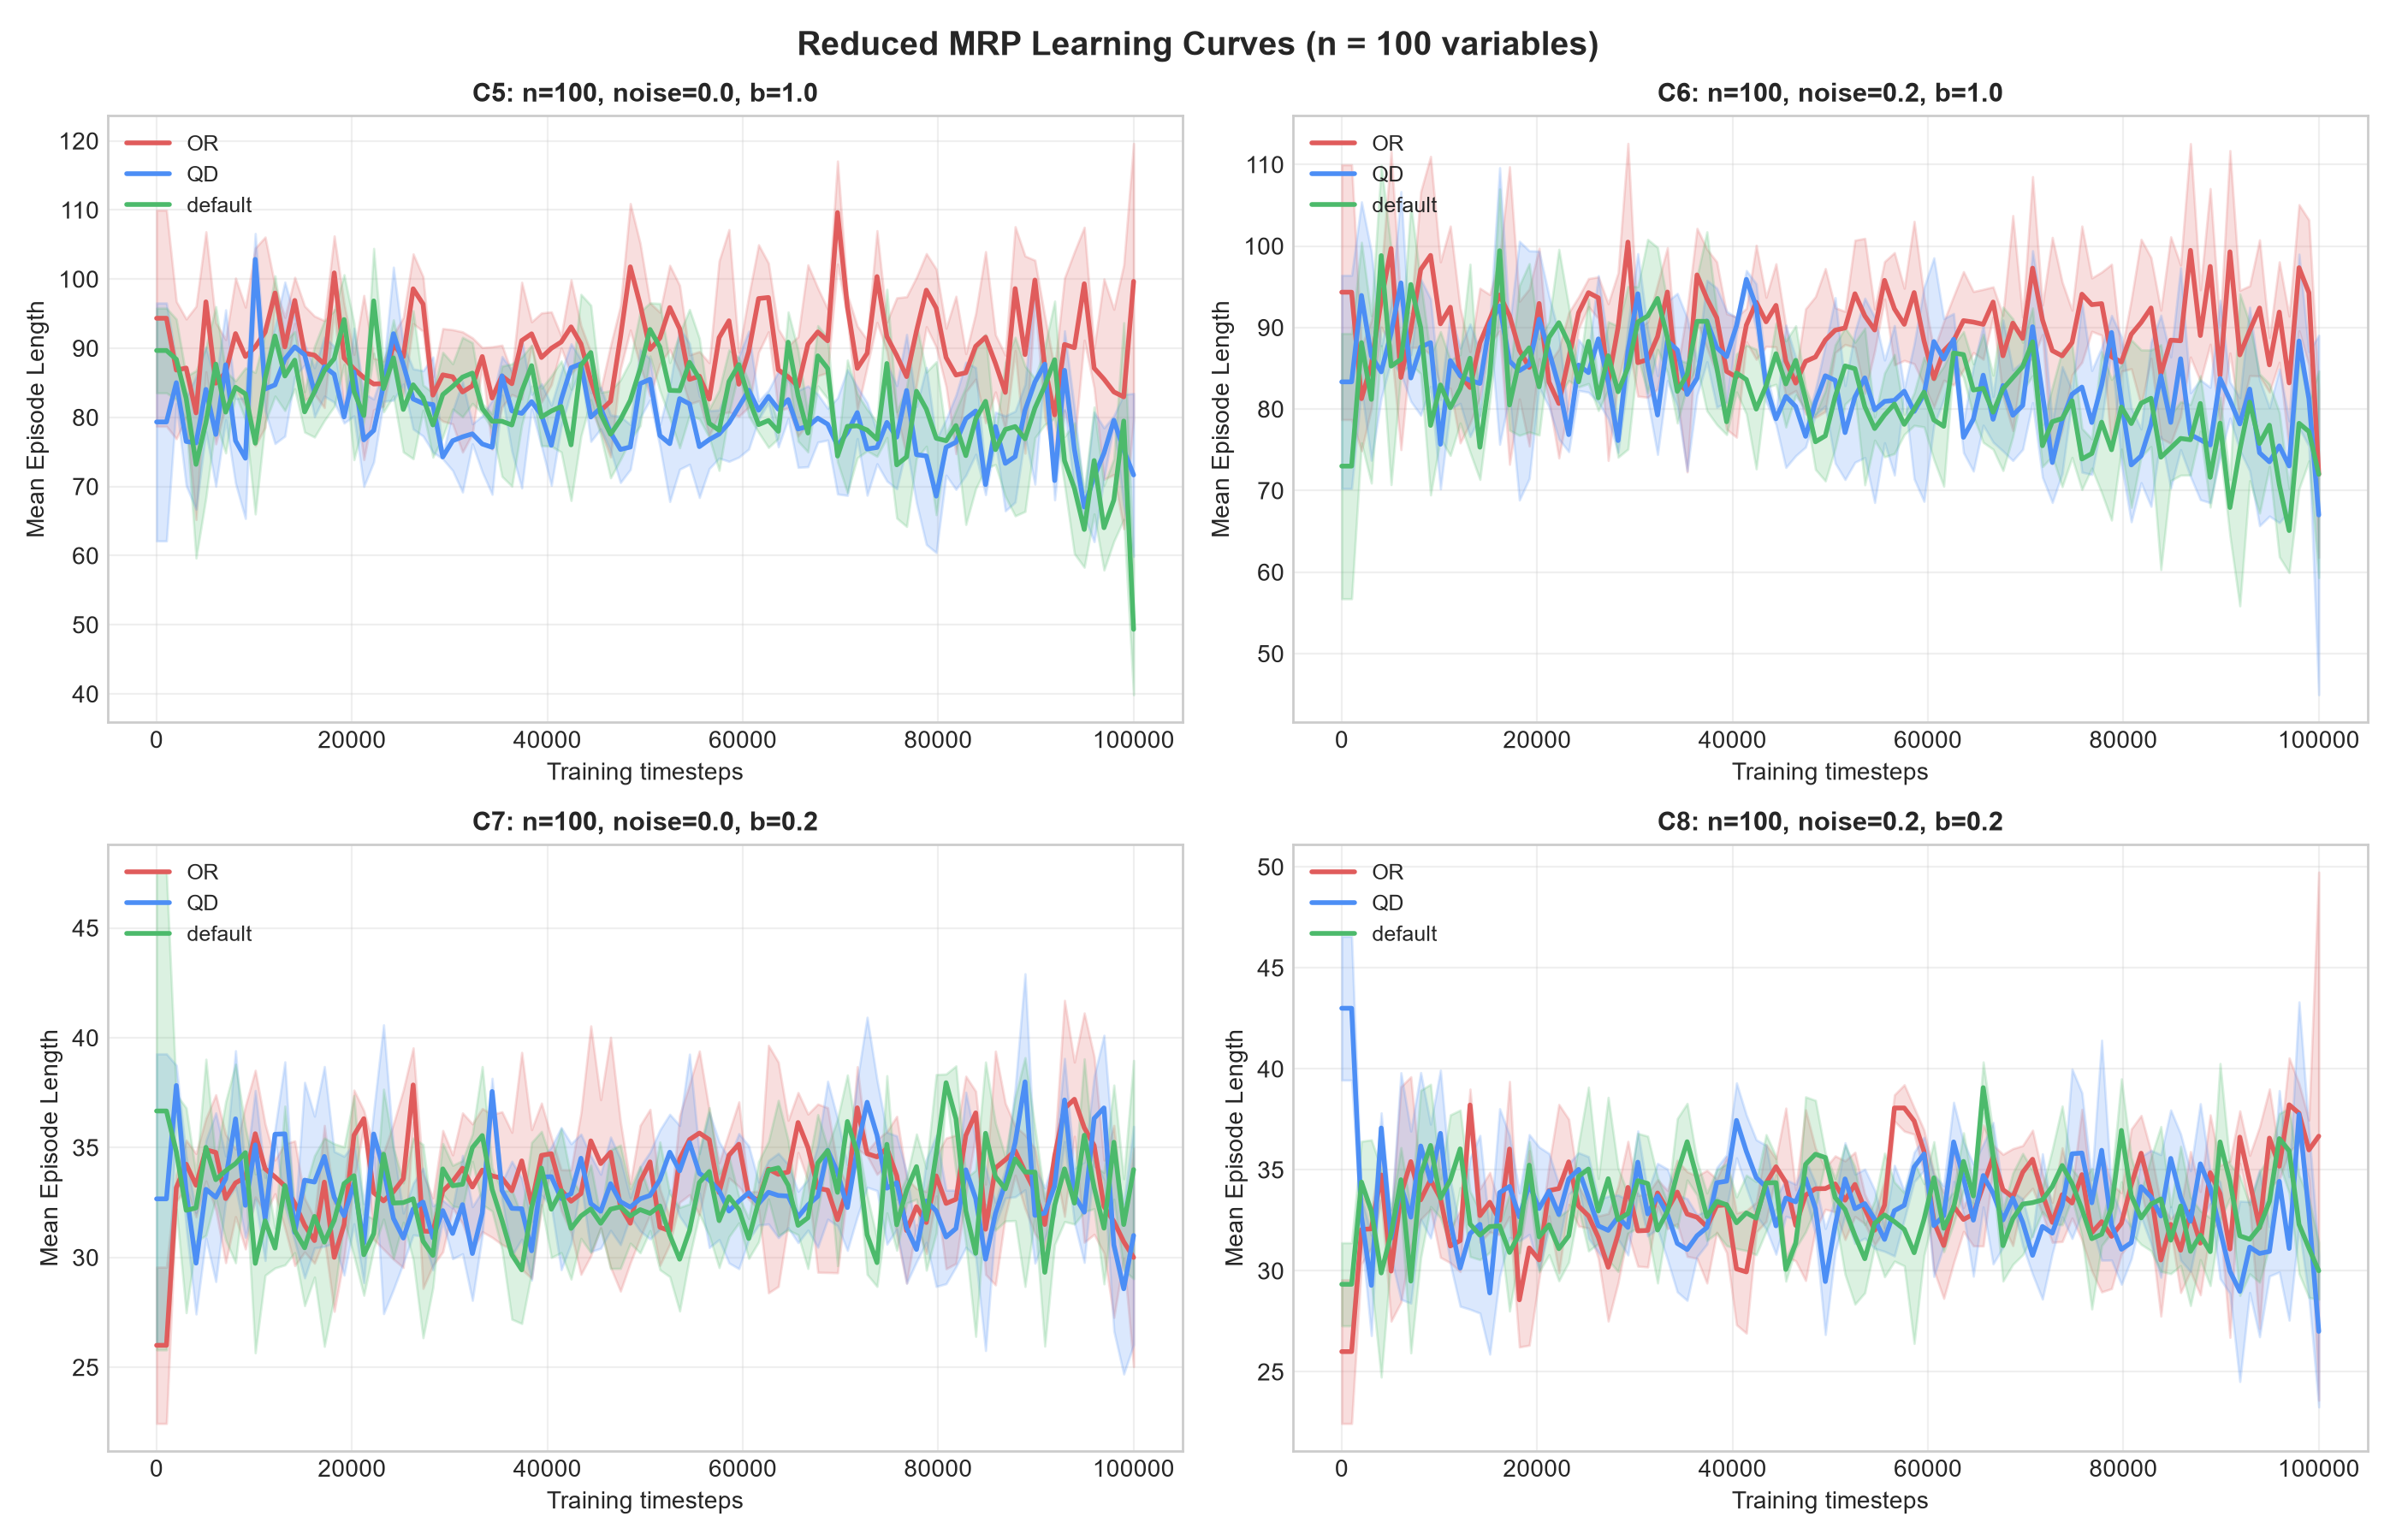 Reduced MRP Learning Curves (n = 100 variables)
C5: n=100, noise=0.0, b=1.0
OR
QD
default
120
110
100
90
80
70
60
50
40
Mean Episode Length
0 20000 40000 60000 80000 100000
Training timesteps
C6: n=100, noise=0.2, b=1.0
OR
QD
default
110
100
90
80
70
60
50
Mean Episode Length
0 20000 40000 60000 80000 100000
Training timesteps
C7: n=100, noise=0.0, b=0.2
OR
QD
default
45
40
35
30
25
Mean Episode Length
0 20000 40000 60000 80000 100000
Training timesteps
C8: n=100, noise=0.2, b=0.2
OR
QD
default
50
45
40
35
30
25
Mean Episode Length
0 20000 40000 60000 80000 100000
Training timesteps